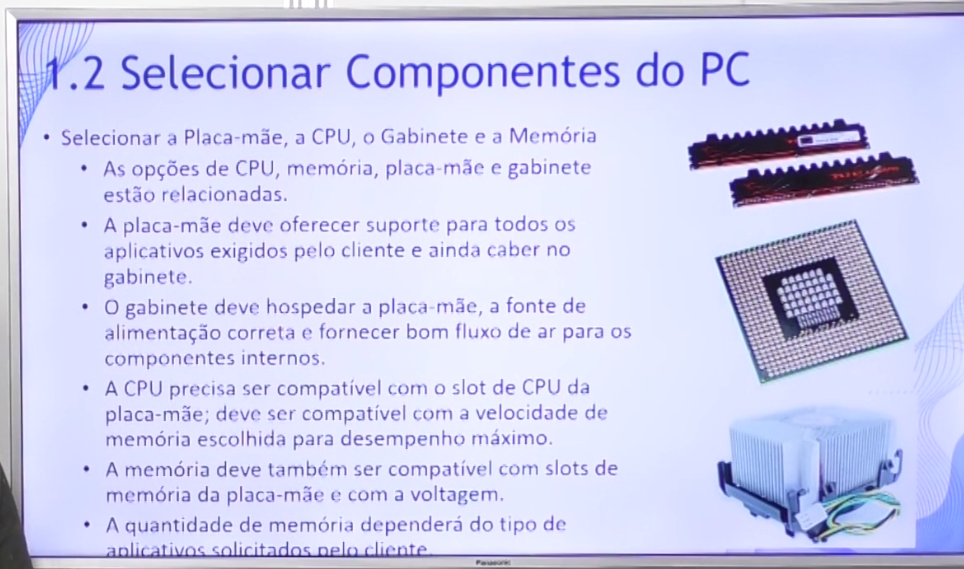 1.2 Selecionar Componentes do PC
• Selecionar a Placa-mãe, a CPU, o Gabinete e a Memória
• As opções de CPU, memória, placa-mãe e gabinete
estão relacionadas.
• A placa-mãe deve oferecer suporte para todos os
aplicativos exigidos pelo cliente e ainda caber no
gabinete.
• O gabinete deve hospedar a placa-mãe, a fonte de
alimentação correta e fornecer bom fluxo de ar para os
componentes internos.
• A CPU precisa ser compatível com o slot de CPU da
placa-mãe; deve ser compatível com a velocidade de
memória escolhida para desempenho máximo.
• A memória deve também ser compatível com slots de
memória da placa-mãe e com a voltagem.
• A quantidade de memória dependerá do tipo de
aplicativos solicitados pelo cliente.
Panasonic